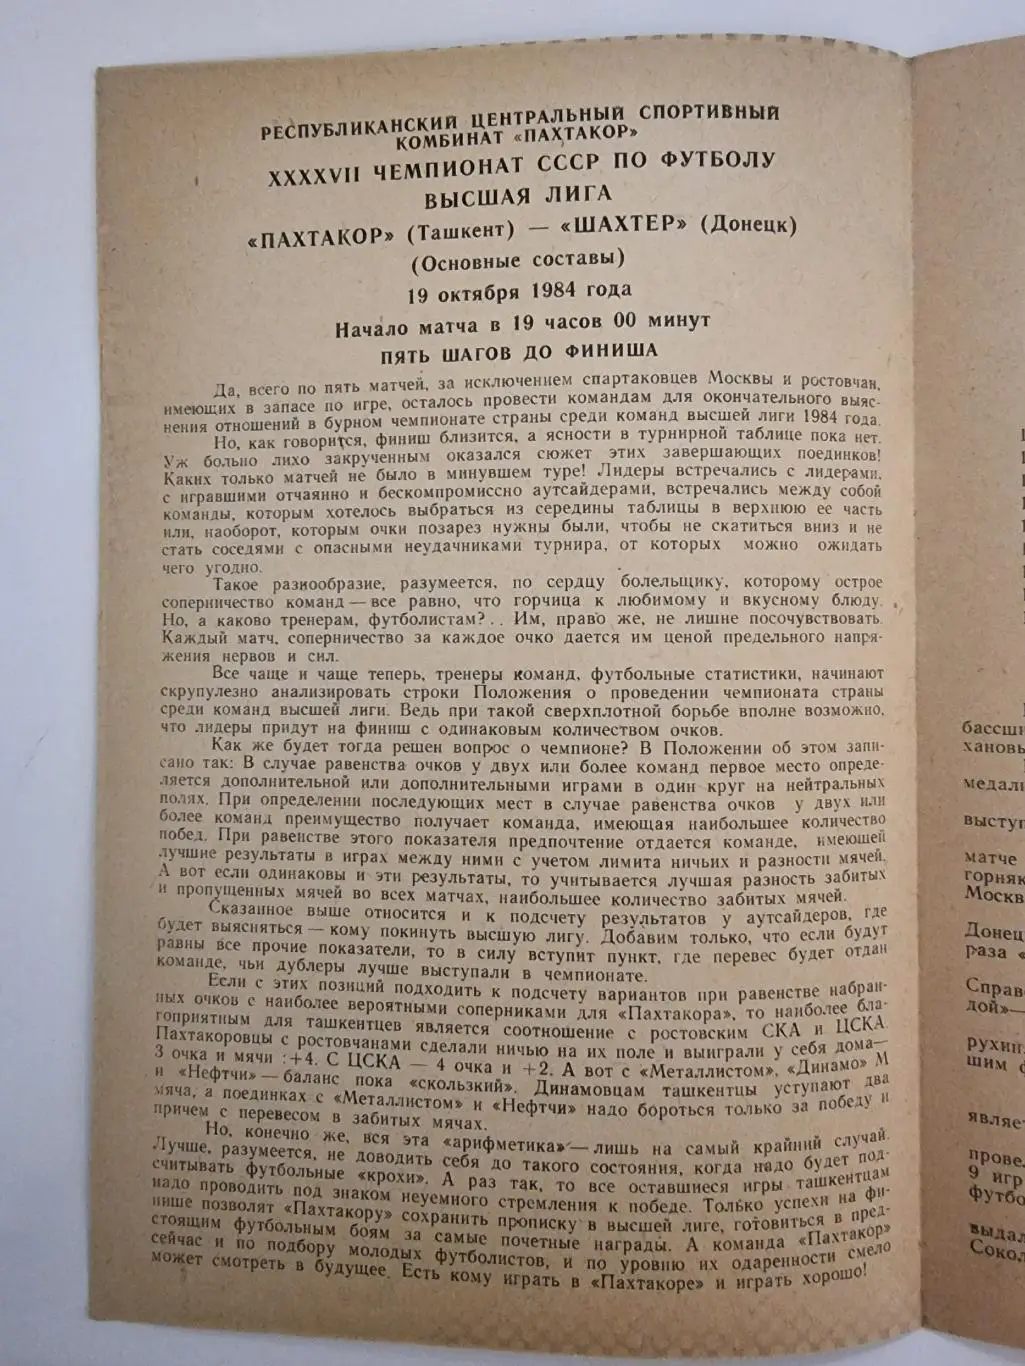 РЕСПУБЛИКАНСКИЙ ЦЕНТРАЛЬНЫЙ СПОРТИВНЫЙ
КОМБИНАТ «ПАХТАКОР»
XXXXVII ЧЕМПИОНАТ СССР ПО ФУТБОЛУ
ВЫСШАЯ ЛИГА
«ПАХТАКОР» (Ташкент) — «ШАХТЕР» (Донецк)
(Основные составы)
19 октября 1984 года
Начало матча в 19 часов 00 минут
ПЯТЬ ШАГОВ ДО ФИНИША
Да, всего по пять матчей, за исключением спартаковцев Москвы и ростовчан,
имеющих в запасе по игре, осталось провести командам для окончательного выяс-
нения отношений в бурном чемпионате страны среди команд высшей лиги 1984 года.
Но, как говорится, финиш близится, а ясности в турнирной таблице пока нет.
Уж больно лихо закрученным оказался сюжет этих завершающих поединков!
Каких только матчей не было в минувшем туре! Лидеры встречались с лидерами,
с игравшими отчаянно и бескомпромиссно аутсайдерами, встречались между собой
команды, которым хотелось выбраться из середины таблицы в верхнюю ее часть
или, наоборот, которым очки позарез нужны были, чтобы не скатиться вниз и не
стать соседями с опасными неудачниками турнира, от которых можно ожидать
чего угодно.
Такое разнообразие, разумеется, по сердцу болельщику, которому острое
соперничество команд — все равно, что горчица к любимому и вкусному блюду.
Но, а каково тренерам, футболистам?.. Им, право же, не лишне посочувствовать
Каждый матч, соперничество за каждое очко дается им ценой предельного напря-
жения нервов и сил.
Все чаще и чаще теперь, тренеры команд, футбольные статистики, начинают
скрупулезно анализировать строки Положения о проведении чемпионата страны
среди команд высшей лиги. Ведь при такой сверхплотной борьбе вполне возможно,
что лидеры придут на финиш с одинаковым количеством очков.
Как же будет тогда решен вопрос о чемпионе? В Положении об этом запи-
сано так: В случае равенства очков у двух или более команд первое место опреде-
ляется дополнительной или дополнительными играми в один круг на нейтральных
полях. При определении последующих мест в случае равенства очков у двух или
более команд преимущество получает команда, имеющая наибольшее количество
побед. При равенстве этого показателя предпочтение отдается команде, имеющей
лучшие результаты в играх между ними с учетом лимита ничьих и разности мячей.
А вот если одинаковы и эти результаты, то учитывается лучшая разность забитых
и пропущенных мячей во всех матчах, наибольшее количество забитых мячей.
Сказанное выше относится и к подсчету результатов у аутсайдеров, где
будет выясняться — кому покинуть высшую лигу. Добавим только, что если будут
равны все прочие показатели, то в силу вступит пункт, где перевес будет отдан
команде, чьи дублеры лучше выступали в чемпионате.
Если с этих позиций подходить к подсчету вариантов при равенстве набран-
ных очков с наиболее вероятными соперниками для «Пахтакора», то наиболее бла-
гоприятным для ташкентцев является соотношение с ростовским СКА и ЦСКА
Пахтакоровцы с ростовчанами сделали ничью на их поле и выиграли у себя дома—
3 очка и мячи :+4. С ЦСКА — 4 очка и +2. А вот с «Металлистом», «Динамо» М
и «Нефтчи» — баланс пока «скользкий». Динамовцам ташкентцы уступают два
мяча, а поединках с «Металлистом» и «Нефтчи» надо бороться только за победу и
причем с перевесом в забитых мячах.
Но, конечно же, вся эта «арифметика» — лишь на самый крайний случай.
Лучше, разумеется, не доводить себя до такого состояния, когда надо будет под-
считывать футбольные «крохи». А раз так, то все оставшиеся игры ташкентцам
надо проводить под знаком неуемного стремления к победе. Только успехи на фи-
нише позволят «Пахтакору» сохранить прописку в высшей лиге, готовиться в пред-
стоящим футбольным боям за самые почетные награды. А команда «Пахтакор»
сейчас и по подбору молодых футболистов, и по уровню их одаренности смело
может смотреть в будущее. Есть кому играть в «Пахтакоре» и играть хорошо!
бассши
хановы
медали
выступ
матче
горняк
Москв
Донец
раза «
Справ
дой»—
рухин,
шим ф
являет
провел
9 игр
футбо
выдал
Сокол